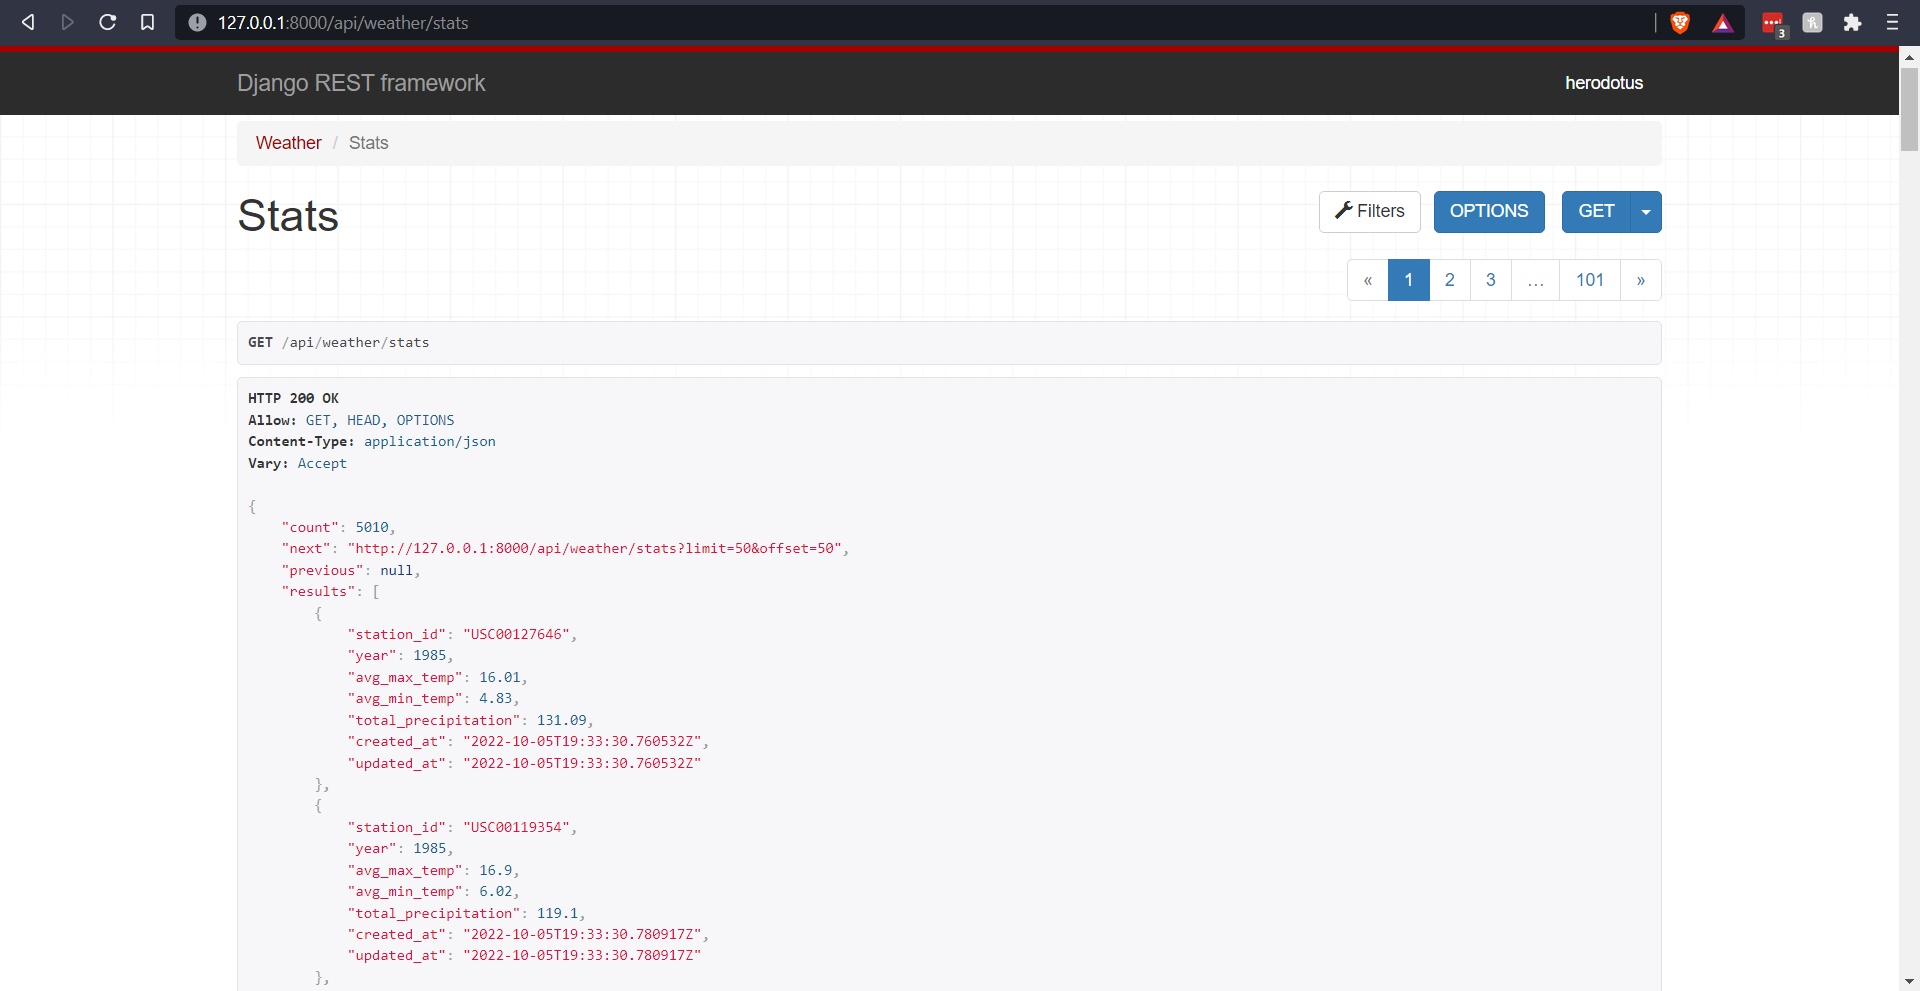 127.0.0.1:8000/api/weather/stats
3
Django REST framework
herodotus
Weather / Stats
Stats
Filters
OPTIONS
GET
« 1 2 3 … 101 »
GET /api/weather/stats
HTTP 200 OK
Allow: GET, HEAD, OPTIONS
Content-Type: application/json
Vary: Accept
{
    "count": 5010,
    "next": "http://127.0.0.1:8000/api/weather/stats?limit=50&offset=50",
    "previous": null,
    "results": [
        {
            "station_id": "USC00127646",
            "year": 1985,
            "avg_max_temp": 16.01,
            "avg_min_temp": 4.83,
            "total_precipitation": 131.09,
            "created_at": "2022-10-05T19:33:30.760532Z",
            "updated_at": "2022-10-05T19:33:30.760532Z"
        },
        {
            "station_id": "USC00119354",
            "year": 1985,
            "avg_max_temp": 16.9,
            "avg_min_temp": 6.02,
            "total_precipitation": 119.1,
            "created_at": "2022-10-05T19:33:30.780917Z",
            "updated_at": "2022-10-05T19:33:30.780917Z"
        },